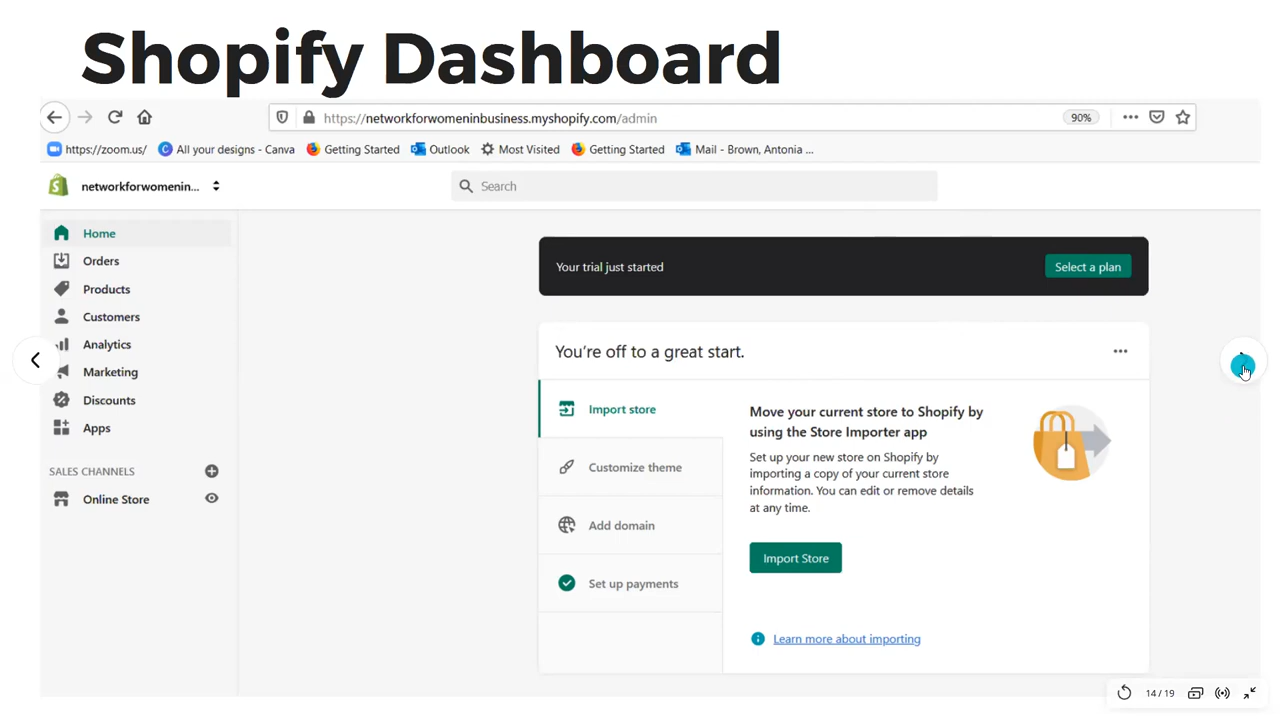 Shopify Dashboard
https://networkforwomeninbusiness.myshopify.com/admin
90%
https://zoom.us/
All your designs - Canva
Getting Started
Outlook
Most Visited
Getting Started
Mail - Brown, Antonia ...
networkforwomenin...
Search
Home
Orders
Products
Customers
Analytics
Marketing
Discounts
Apps
SALES CHANNELS
Online Store
Your trial just started
Select a plan
You're off to a great start.
Import store
Customize theme
Add domain
Set up payments
Move your current store to Shopify by
using the Store Importer app
Set up your new store on Shopify by
importing a copy of your current store
information. You can edit or remove details
at any time.
Import Store
Learn more about importing
14 / 19